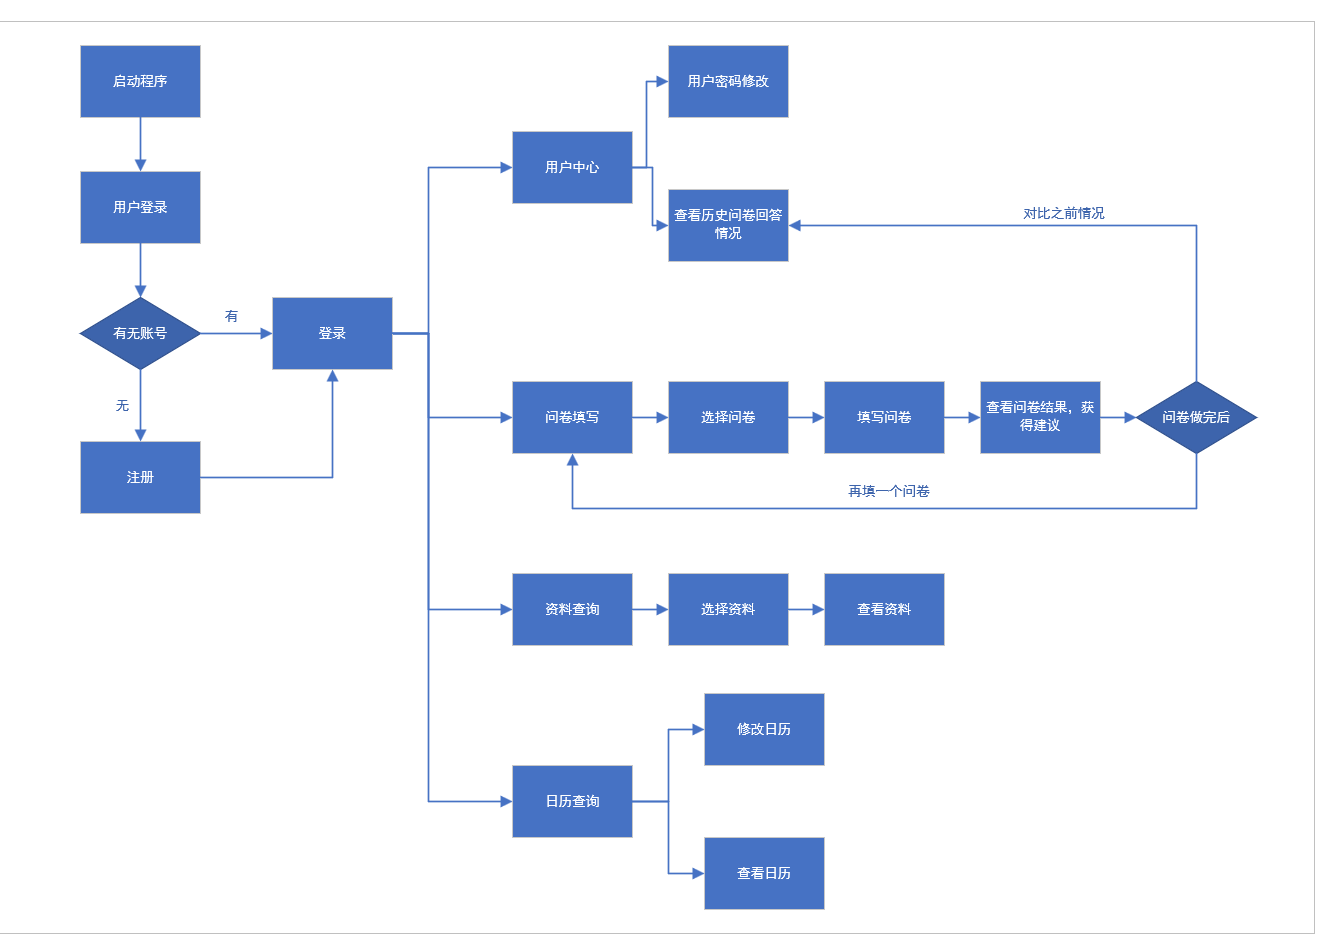 启动程序
用户密码修改
用户中心
用户登录
查看历史问卷回答
情况
对比之前情况
有
有无账号
登录
无
问卷填写
选择问卷
填写问卷
查看问卷结果，获
得建议
问卷做完后
注册
再填一个问卷
资料查询
选择资料
查看资料
修改日历
日历查询
查看日历